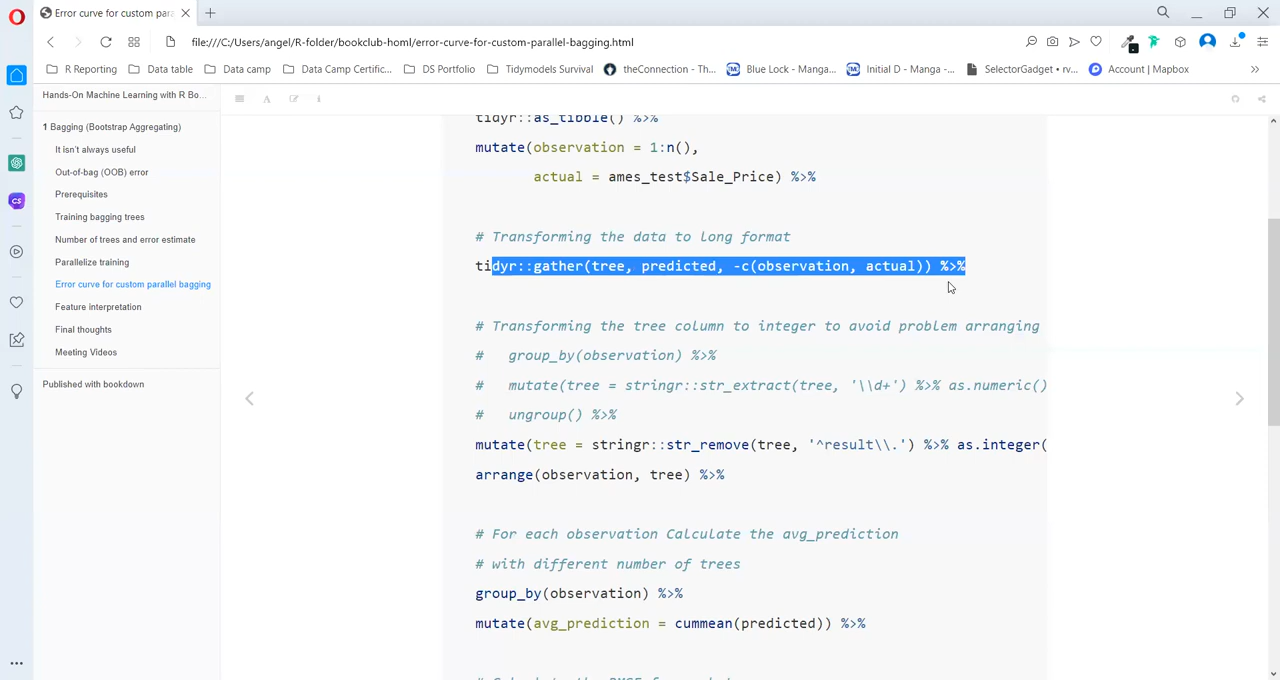 Error curve for custom para
file:///C:/Users/angel/R-folder/bookclub-homl/error-curve-for-custom-parallel-bagging.html
R Reporting
Data table
Data camp
Data Camp Certific...
DS Portfolio
Tidymodels Survival
theConnection - Th...
Blue Lock - Manga...
Initial D - Manga -...
SelectorGadget • rv...
Account | Mapbox
Hands-On Machine Learning with R Bo...
1 Bagging (Bootstrap Aggregating)
It isn't always useful
Out-of-bag (OOB) error
Prerequisites
Training bagging trees
Number of trees and error estimate
Parallelize training
Error curve for custom parallel bagging
Feature interpretation
Final thoughts
Meeting Videos
Published with bookdown
tidyr::as_tibble() %>%
mutate(observation = 1:n(),
actual = ames_test$Sale_Price) %>%
# Transforming the data to long format
tidyr::gather(tree, predicted, -c(observation, actual)) %>%
# Transforming the tree column to integer to avoid problem arranging
# group_by(observation) %>%
# mutate(tree = stringr::str_extract(tree, '\\d+') %>% as.numeric()
# ungroup() %>%
mutate(tree = stringr::str_remove(tree, '^result\\.') %>% as.integer(
arrange(observation, tree) %>%
# For each observation Calculate the avg_prediction
# with different number of trees
group_by(observation) %>%
mutate(avg_prediction = cummean(predicted)) %>%